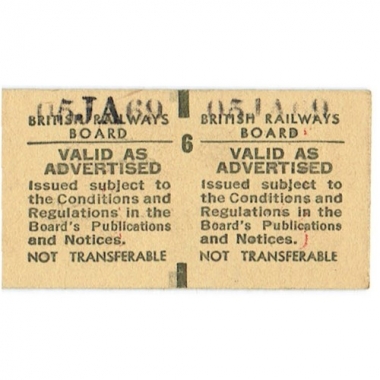 05JA69
BRITISH RAILWAYS
BOARD
VALID AS
ADVERTISED
Issued subject to
the Conditions and
Regulations in the
Board's Publications
and Notices.
NOT TRANSFERABLE
6
05JA69
BRITISH RAILWAYS
BOARD
VALID AS
ADVERTISED
Issued subject to
the Conditions and
Regulations in the
Board's Publications
and Notices.
NOT TRANSFERABLE